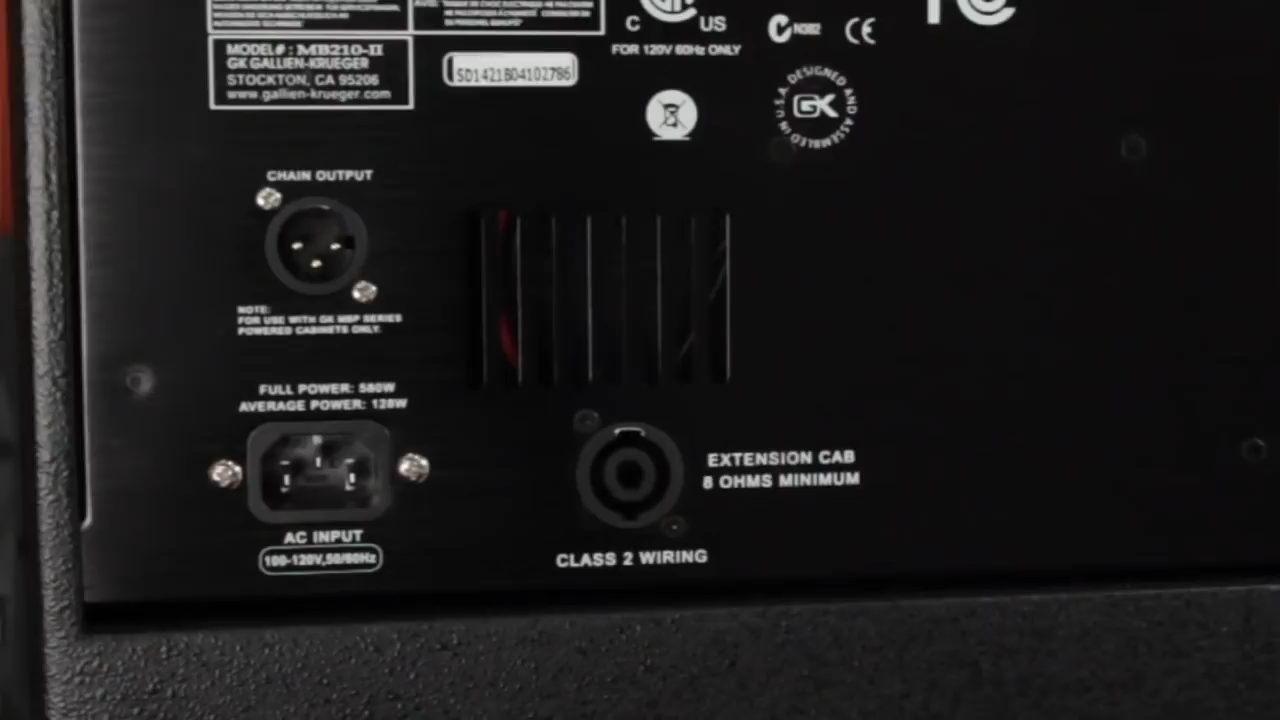 MODEL#: MB210-II
GK GALLIEN-KRUEGER
STOCKTON, CA 95206
www.gallien-krueger.com
SD1421B04102786
C US
FOR 120V 60Hz ONLY
N382
CE
FC
DESIGNED AND ASSEMBLED IN U.S.A.
GK
CHAIN OUTPUT
NOTE:
FOR USE WITH GK MBP SERIES
POWERED CABINETS ONLY.
FULL POWER: 580W
AVERAGE POWER: 128W
AC INPUT
100-120V,50/60Hz
EXTENSION CAB
8 OHMS MINIMUM
CLASS 2 WIRING